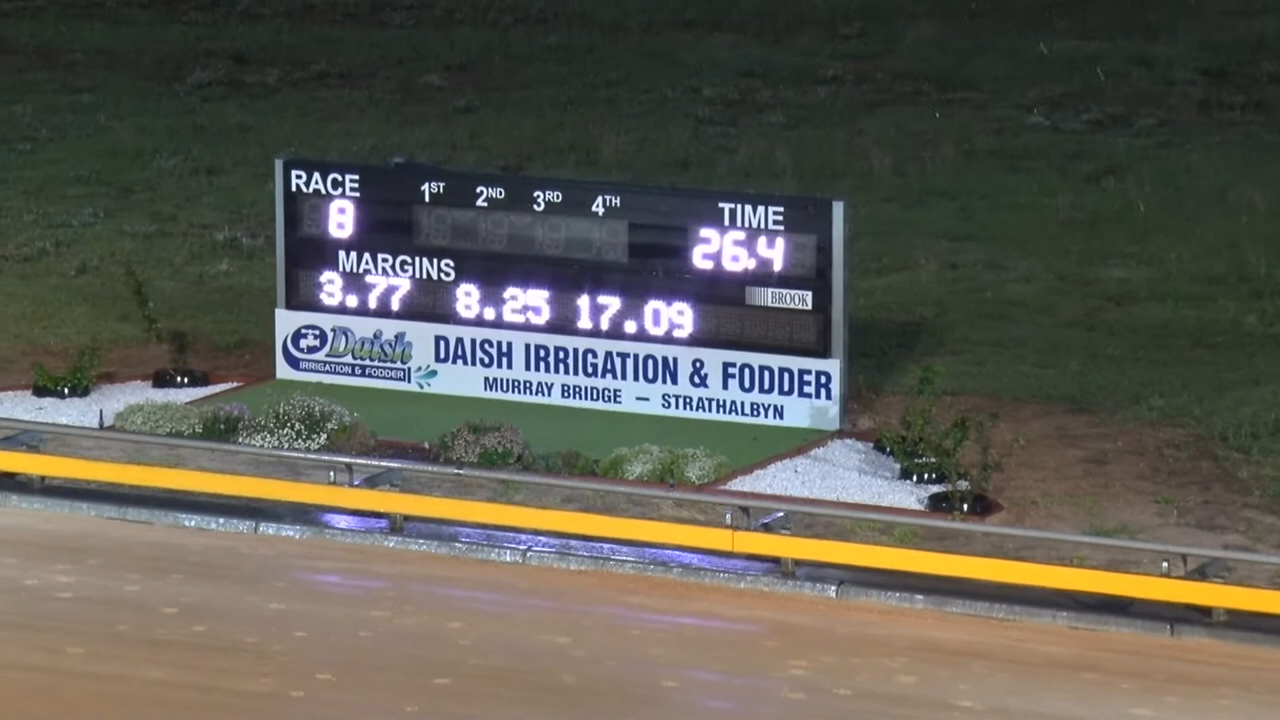 RACE 1ST 2ND 3RD 4TH TIME
8 26.4
MARGINS
3.77 8.25 17.09
BROOK
Daish
IRRIGATION & FODDER
DAISH IRRIGATION & FODDER
MURRAY BRIDGE – STRATHALBYN